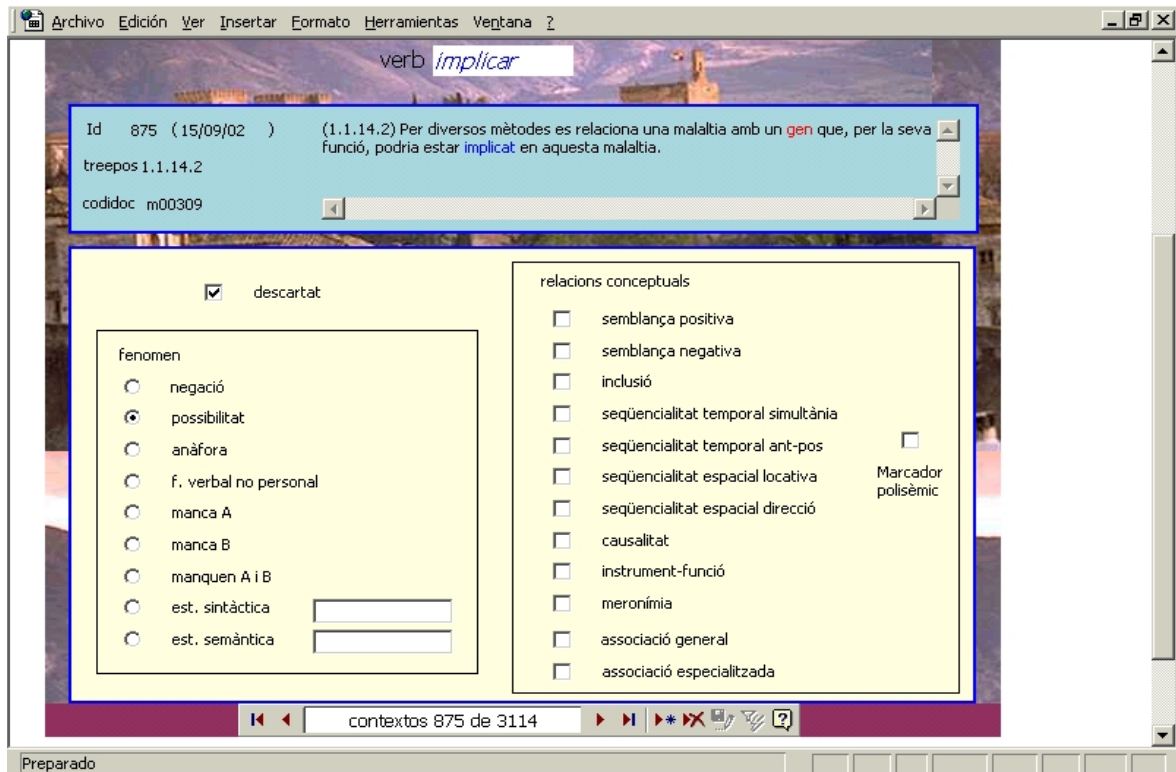 Archivo Edición Ver Insertar Formato Herramientas Ventana ?
verb implicar
Id 875 (15/09/02 )
(1.1.14.2) Per diversos mètodes es relaciona una malaltia amb un gen que, per la seva
funció, podria estar implicat en aquesta malaltia.
treepos 1.1.14.2
codidoc m00309
descartat
fenomen
negació
possibilitat
anàfora
f. verbal no personal
manca A
manca B
manquen A i B
est. sintàctica
est. semàntica
relacions conceptuals
semblança positiva
semblança negativa
inclusió
seqüencialitat temporal simultània
seqüencialitat temporal ant-pos
seqüencialitat espacial locativa
seqüencialitat espacial direcció
causalitat
instrument-funció
meronímia
associació general
associació especialitzada
Marcador
polisèmic
contextos 875 de 3114
Preparado